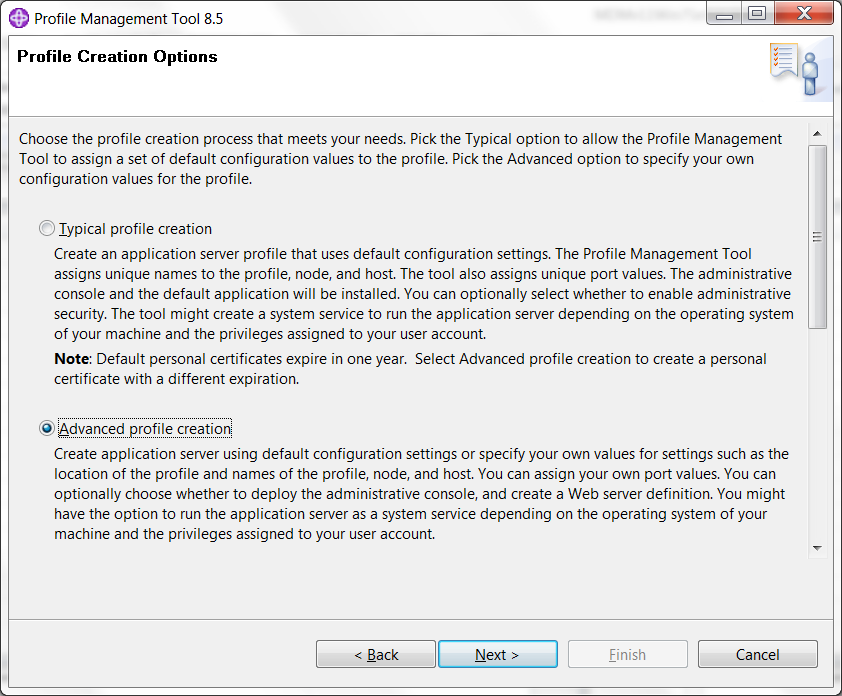 Profile Management Tool 8.5
Profile Creation Options
Choose the profile creation process that meets your needs. Pick the Typical option to allow the Profile Management
Tool to assign a set of default configuration values to the profile. Pick the Advanced option to specify your own
configuration values for the profile.
Typical profile creation
Create an application server profile that uses default configuration settings. The Profile Management Tool
assigns unique names to the profile, node, and host. The tool also assigns unique port values. The administrative
console and the default application will be installed. You can optionally select whether to enable administrative
security. The tool might create a system service to run the application server depending on the operating system
of your machine and the privileges assigned to your user account.
Note: Default personal certificates expire in one year.  Select Advanced profile creation to create a personal
certificate with a different expiration.
Advanced profile creation
Create application server using default configuration settings or specify your own values for settings such as the
location of the profile and names of the profile, node, and host. You can assign your own port values. You can
optionally choose whether to deploy the administrative console, and create a Web server definition. You might
have the option to run the application server as a system service depending on the operating system of your
machine and the privileges assigned to your user account.
< Back Next > Finish Cancel